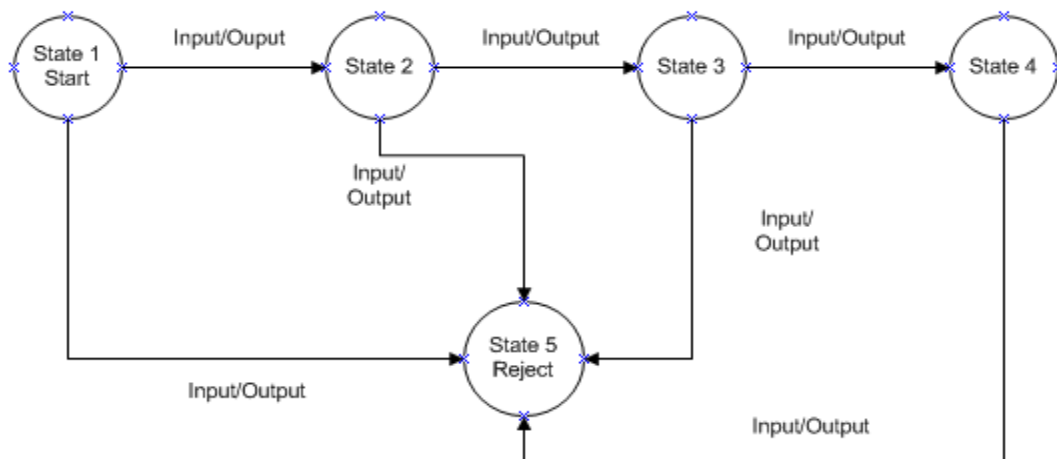 Input/Ouput
Input/Output
Input/Output
State 1
Start
State 2
State 3
State 4
Input/
Output
Input/
Output
State 5
Reject
Input/Output
Input/Output